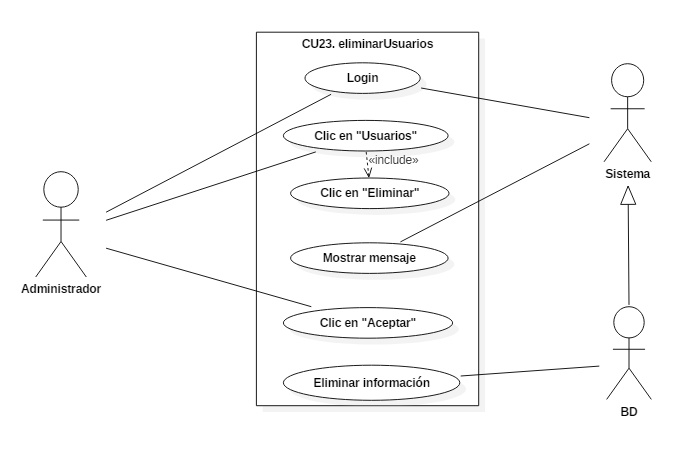 CU23. eliminarUsuarios
Login
Clic en "Usuarios"
«include»
Clic en "Eliminar"
Sistema
Mostrar mensaje
Administrador
Clic en "Aceptar"
Eliminar información
BD